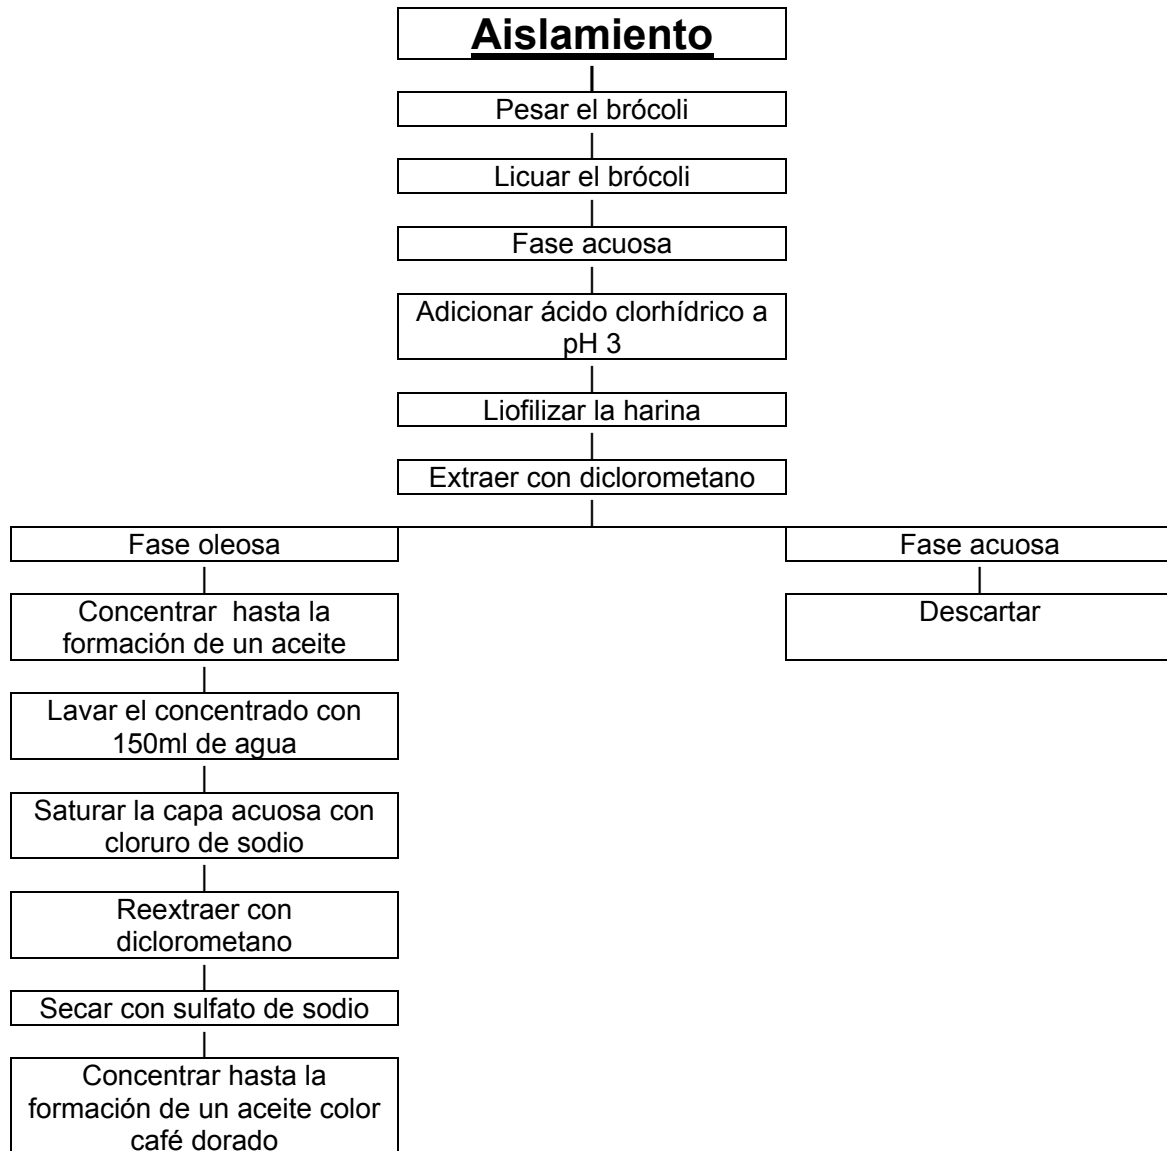 Aislamiento
Pesar el brócoli
Licuar el brócoli
Fase acuosa
Adicionar ácido clorhídrico a
pH 3
Liofilizar la harina
Extraer con diclorometano
Fase oleosa
Concentrar hasta la
formación de un aceite
Lavar el concentrado con
150ml de agua
Saturar la capa acuosa con
cloruro de sodio
Reextraer con
diclorometano
Secar con sulfato de sodio
Concentrar hasta la
formación de un aceite color
café dorado
Fase acuosa
Descartar